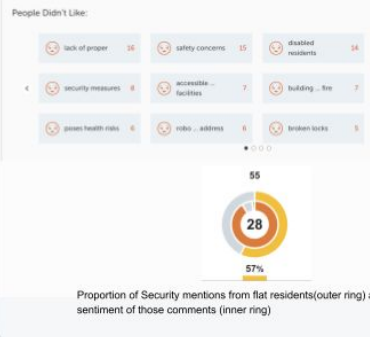 People Didn't Like:
lack of proper 16
safety concerns 15
disabled residents 14
security measures 8
accessible ... facilities 7
building ... fire 7
poses health risks 6
robo ... address 6
broken locks 5
55
28
57%
Proportion of Security mentions from flat residents(outer ring)
sentiment of those comments (inner ring)